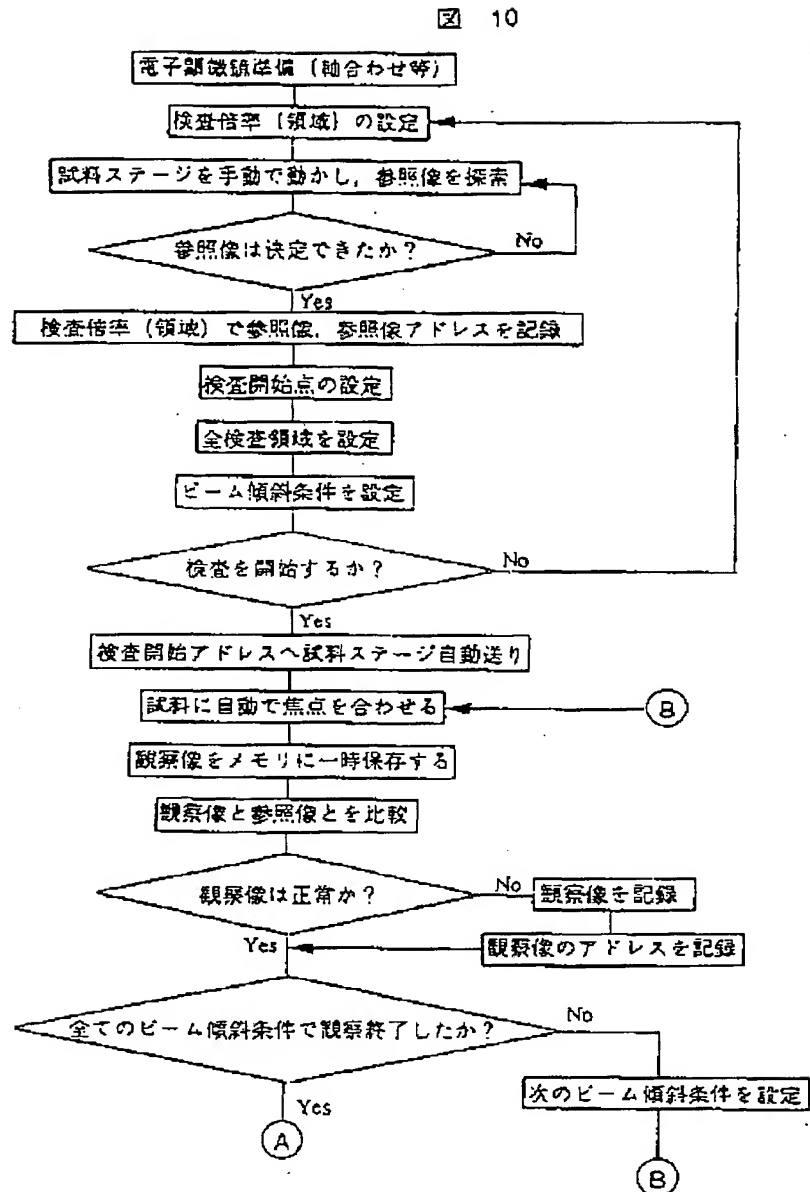 図 10
電子顕微鏡準備 (軸合わせ等)
検査倍率 (領域) の設定
試料ステージを手動で動かし, 参照像を探索
参照像は決定できたか?
No
Yes
検査倍率 (領域) で参照像, 参照像アドレスを記録
検査開始点の設定
全検査領域を設定
ビーム傾斜条件を設定
検査を開始するか?
No
Yes
検査開始アドレスへ試料ステージ自動送り
試料に自動で焦点を合わせる
B
観察像をメモリに一時保存する
観察像と参照像とを比較
観察像は正常か?
No
観察像を記録
Yes
観察像のアドレスを記録
全てのビーム傾斜条件で観察終了したか?
No
次のビーム傾斜条件を設定
Yes
A
B